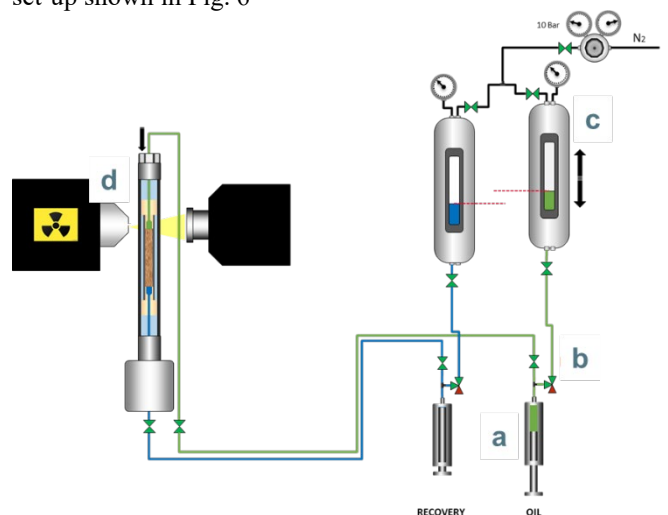 set-up shown in Fig. 6
10 Bar
N2
c
d
b
a
RECOVERY
OIL